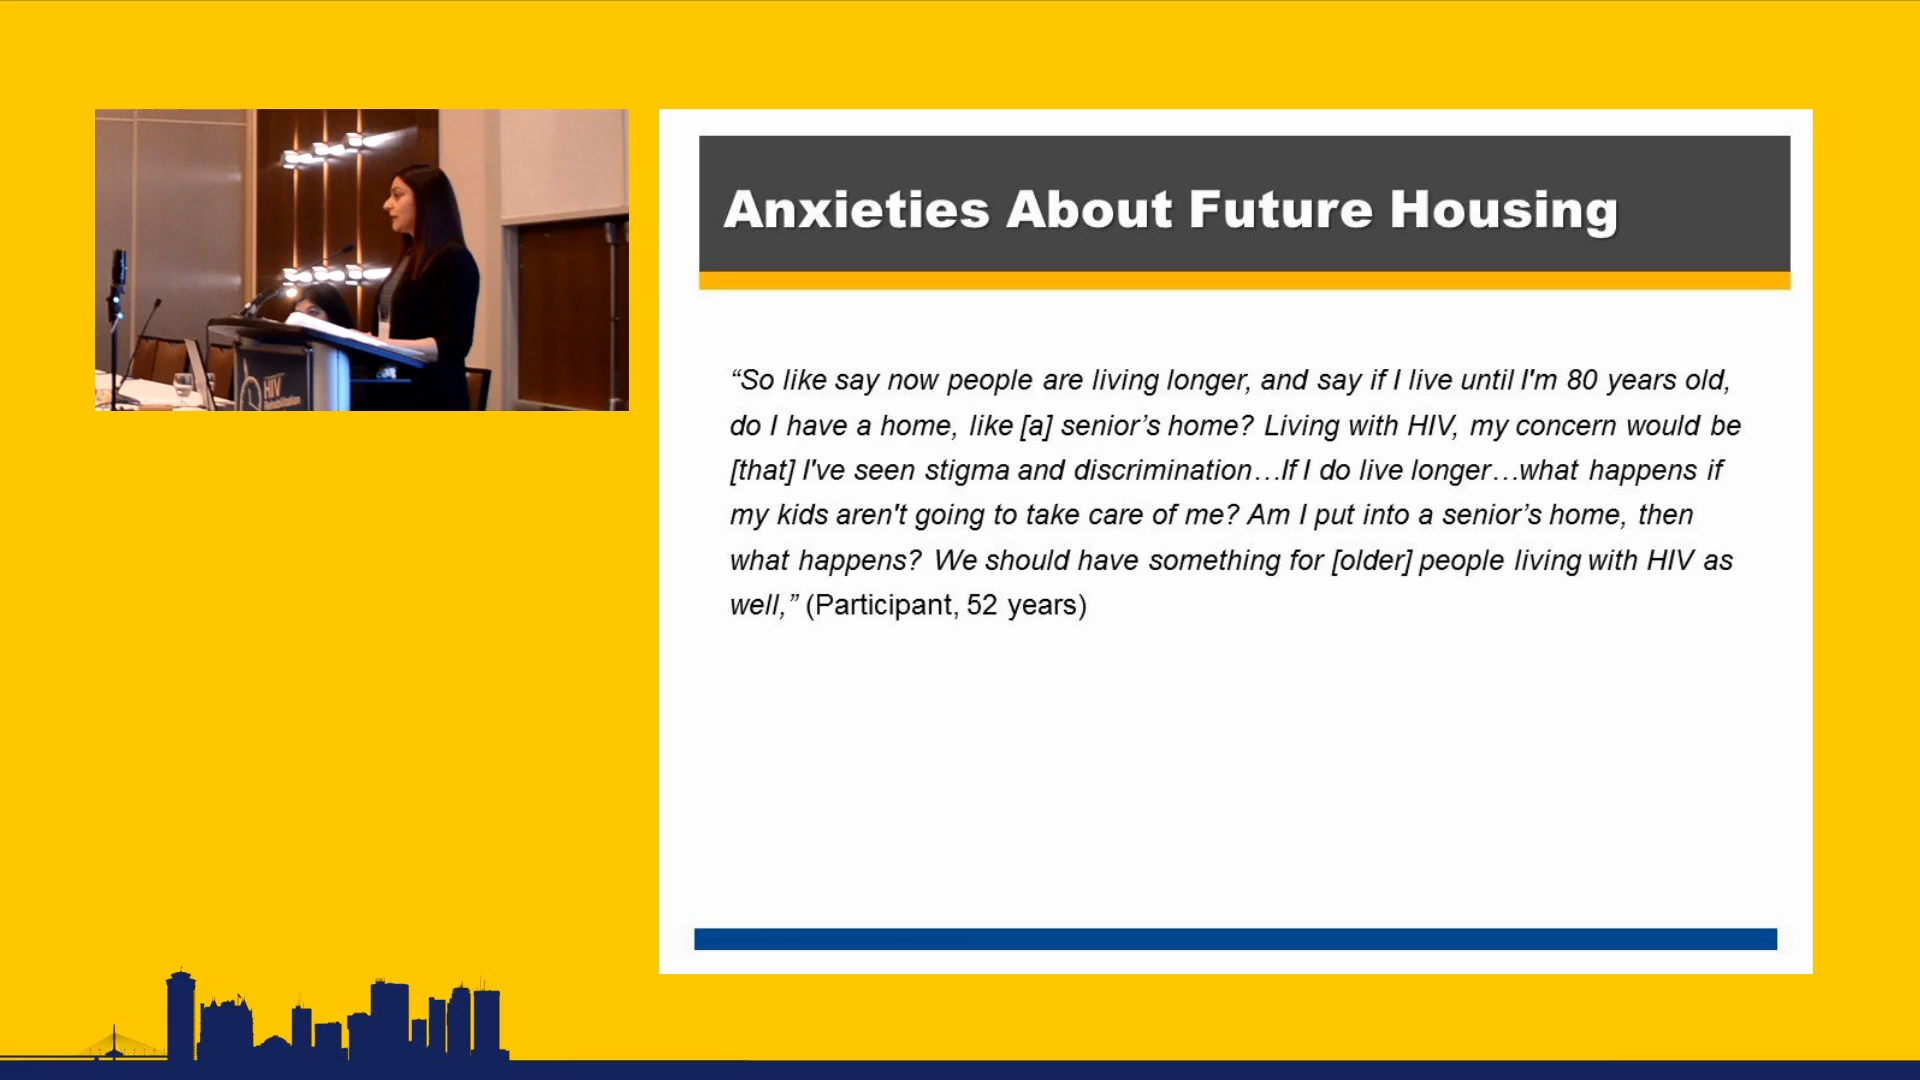 Anxieties About Future Housing
“So like say now people are living longer, and say if I live until I'm 80 years old,
do I have a home, like [a] senior’s home? Living with HIV, my concern would be
[that] I've seen stigma and discrimination…If I do live longer…what happens if
my kids aren't going to take care of me? Am I put into a senior’s home, then
what happens? We should have something for [older] people living with HIV as
well,” (Participant, 52 years)
HIV